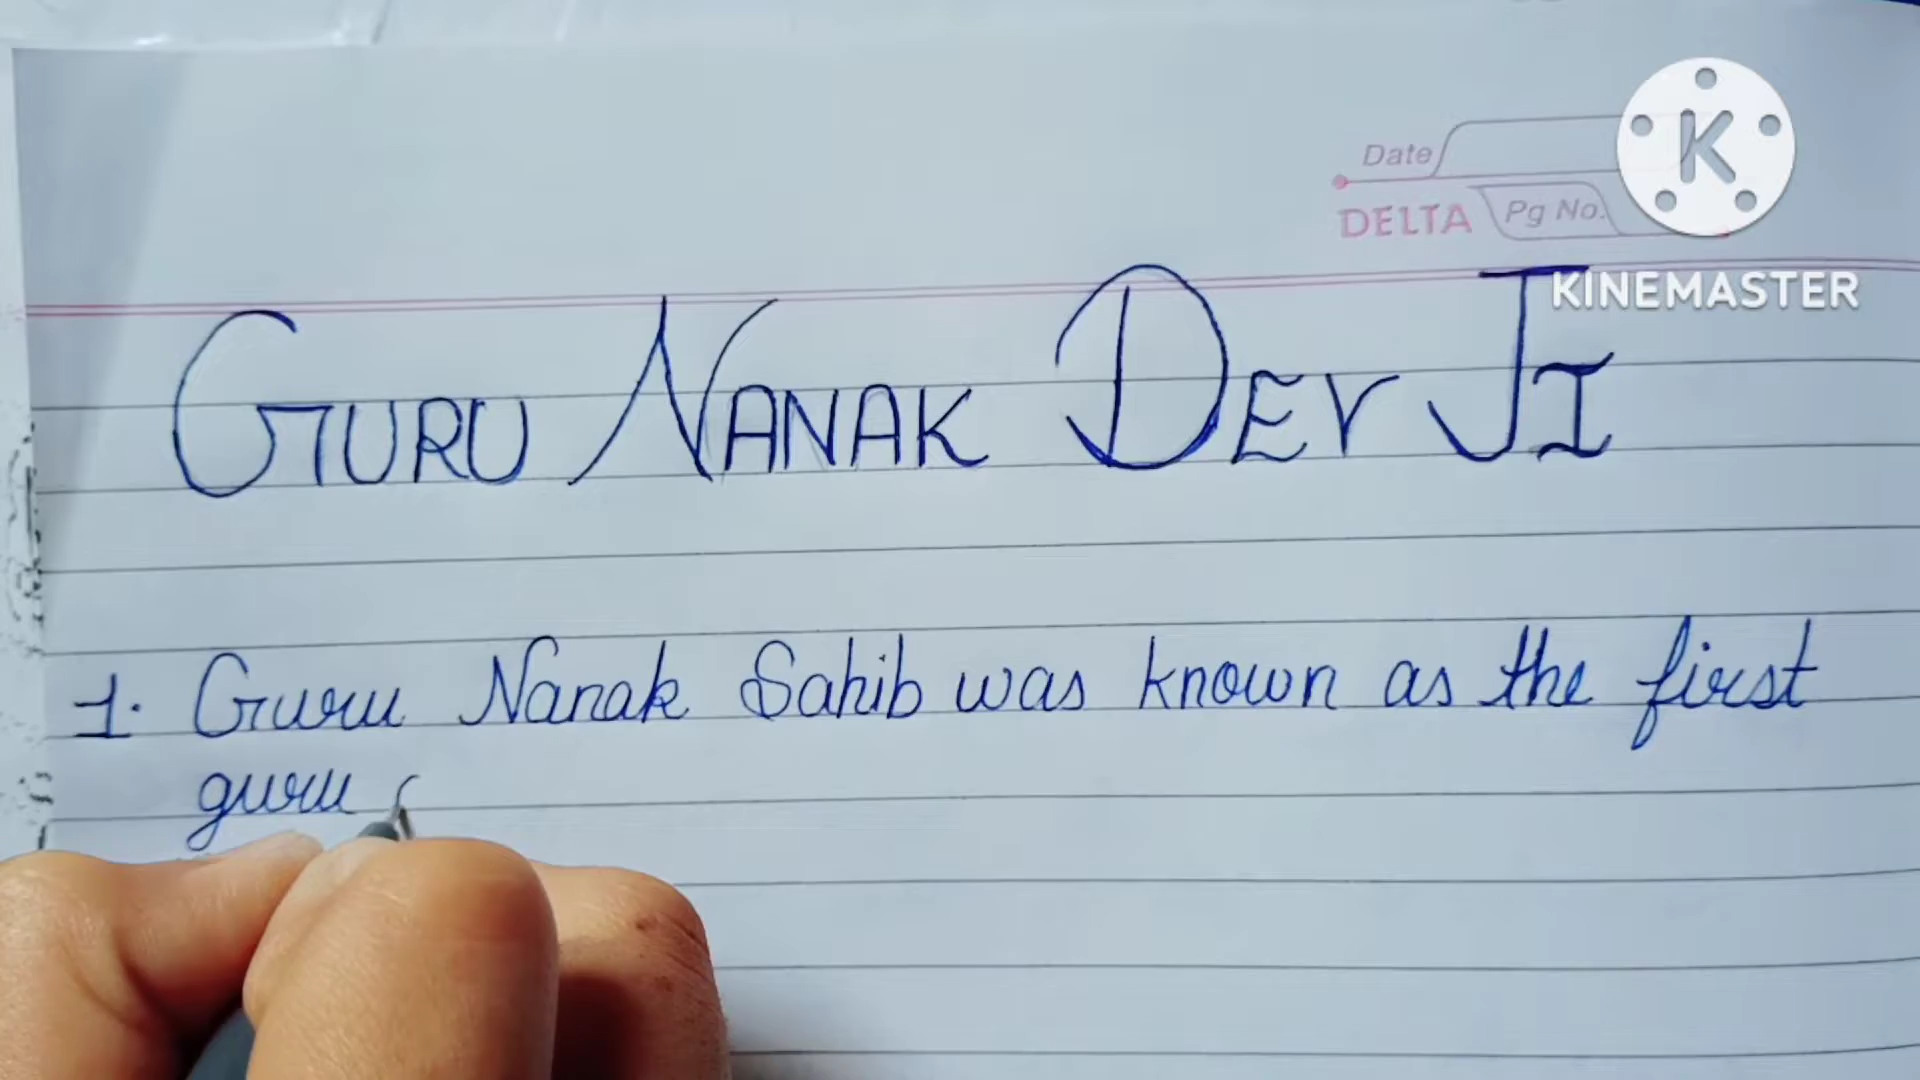 Date
DELTA Pg No.
K
KINEMASTER
GURU NANAK DEV JI
1. Guru Nanak Sahib was known as the first
guru